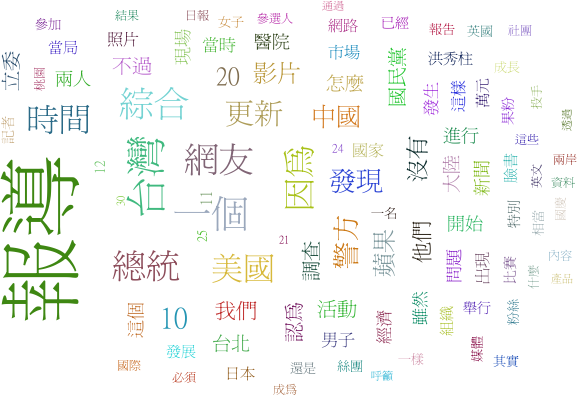 通過
日報
結果
女子
參選人
參加
網路
已經
報告
英國
社團
當局
照片
現場
當時
醫院
市場
國民黨
洪秀柱
立委
桃園
兩人
不過
20
影片
怎麼
發生
這樣
萬元
成長
果粉
投手
綜合
更新
中國
記者
時間
透過
台灣
網友
因為
24
國家
沒有
進行
12
發現
大陸
新聞
臉書
英文
兩岸
報導
30
一個
11
一名
特別
相當
國慶
25
21
警方
蘋果
他們
開始
總統
美國
調查
問題
出現
比賽
什麼
內容
產品
這個
10
我們
認為
活動
經濟
雖然
組織
舉行
粉絲
發展
台北
男子
媒體
其實
國際
必須
日本
還是
絲團
呼籲
一樣
成為